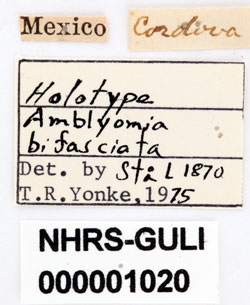 Mexico
Cordova
Holotype
Amblyomia
bifasciata
Det. by Stål 1870
T.R.Yonke, 1975
NHRS-GULI
000001020